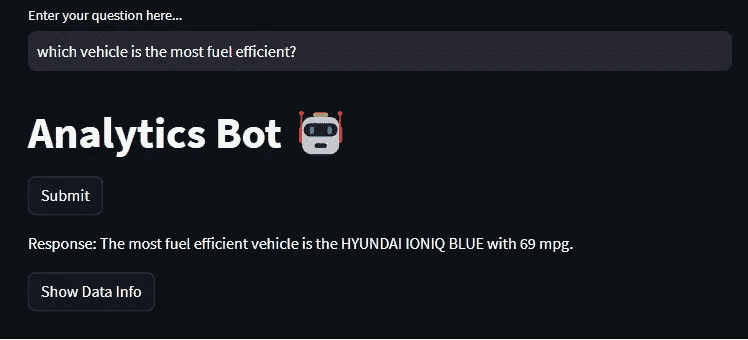 Enter your question here...
which vehicle is the most fuel efficient?
Analytics Bot
Submit
Response: The most fuel efficient vehicle is the HYUNDAI IONIQ BLUE with 69 mpg.
Show Data Info